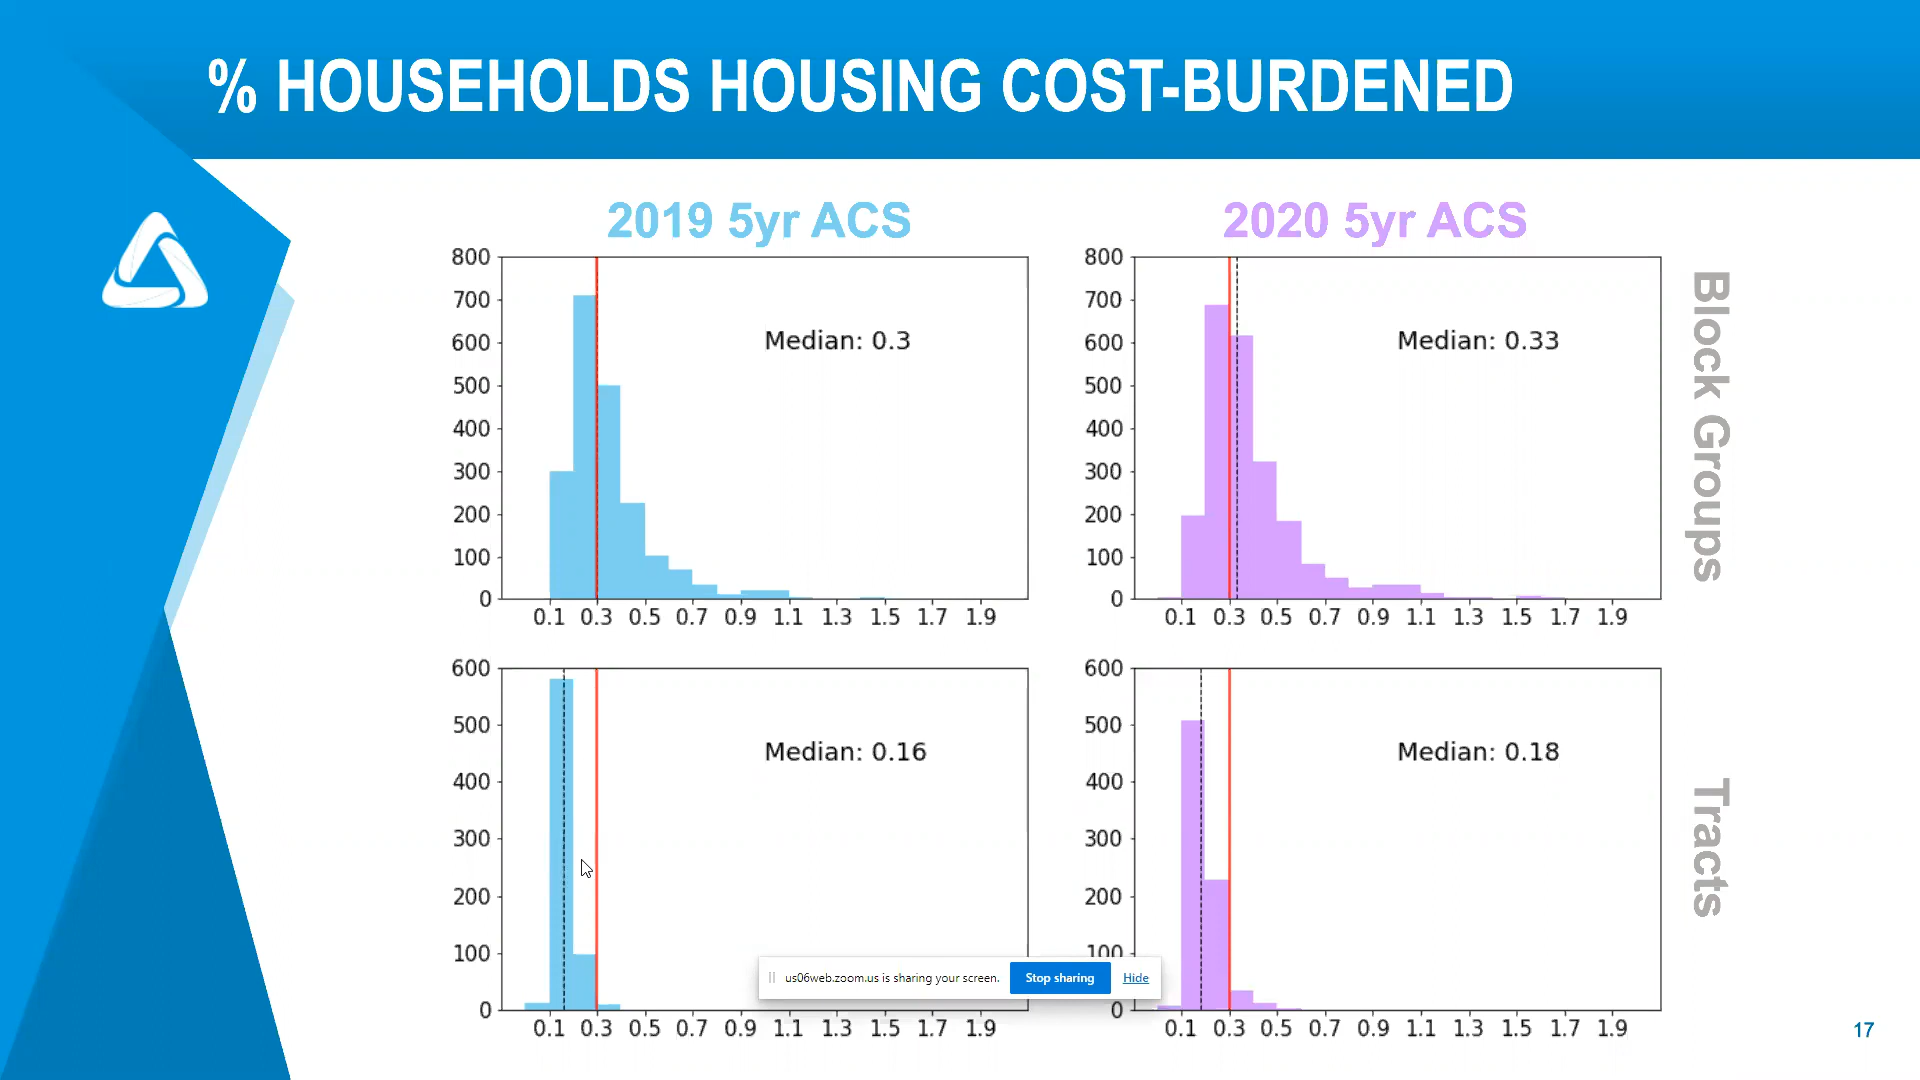 % HOUSEHOLDS HOUSING COST-BURDENED
2019 5yr ACS
2020 5yr ACS
800
700
600
500
400
300
200
100
0
Median: 0.3
0.1 0.3 0.5 0.7 0.9 1.1 1.3 1.5 1.7 1.9
800
700
600
500
400
300
200
100
0
Median: 0.33
0.1 0.3 0.5 0.7 0.9 1.1 1.3 1.5 1.7 1.9
Block Groups
600
500
400
300
200
100
0
Median: 0.16
0.1 0.3 0.5 0.7 0.9 1.1 1.3 1.5 1.7 1.9
600
500
400
300
200
100
0
Median: 0.18
0.1 0.3 0.5 0.7 0.9 1.1 1.3 1.5 1.7 1.9
Tracts
us06web.zoom.us is sharing your screen. Stop sharing Hide
17